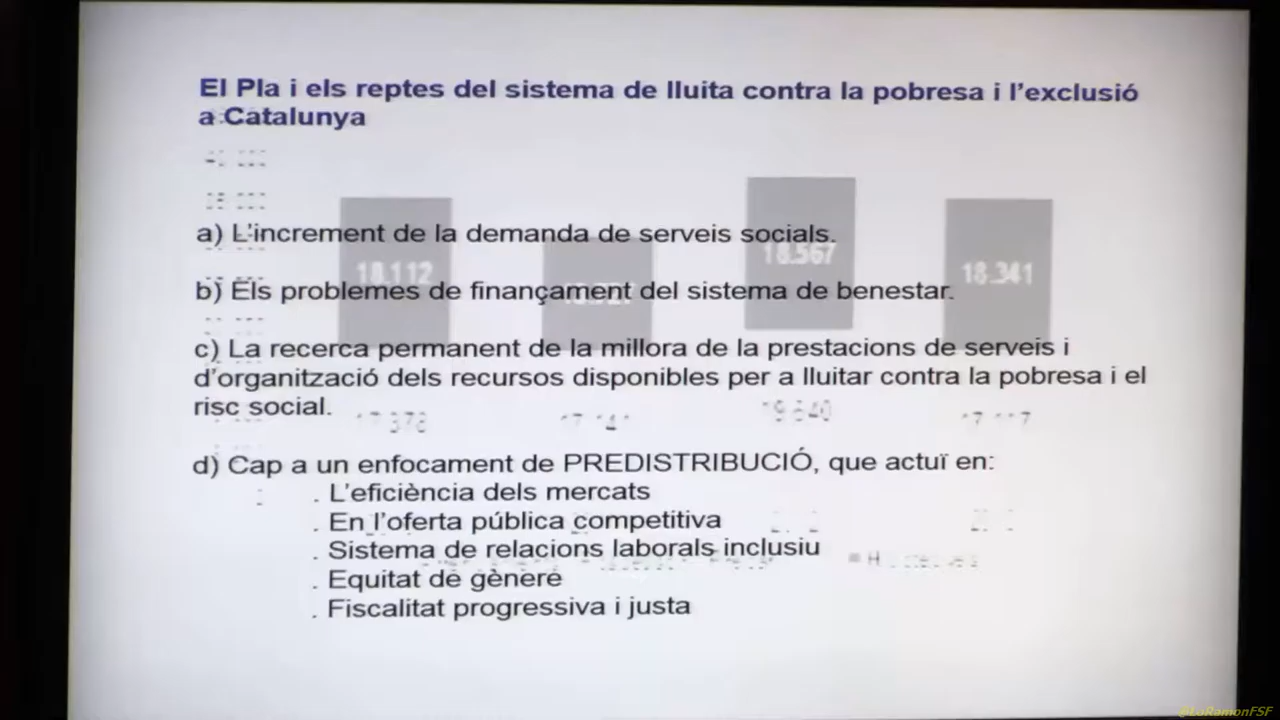 El Pla i els reptes del sistema de lluita contra la pobresa i l'exclusió
a Catalunya
a) L'increment de la demanda de serveis socials.
18.567
18.112
18.341
b) Els problemes de finançament del sistema de benestar.
c) La recerca permanent de la millora de la prestacions de serveis i
d'organització dels recursos disponibles per a lluitar contra la pobresa i el
risc social.
d) Cap a un enfocament de PREDISTRIBUCIÓ, que actuï en:
. L'eficiència dels mercats
. En l'oferta pública competitiva
. Sistema de relacions laborals inclusiu
. Equitat de gènere
. Fiscalitat progressiva i justa
@LoRamonFSF